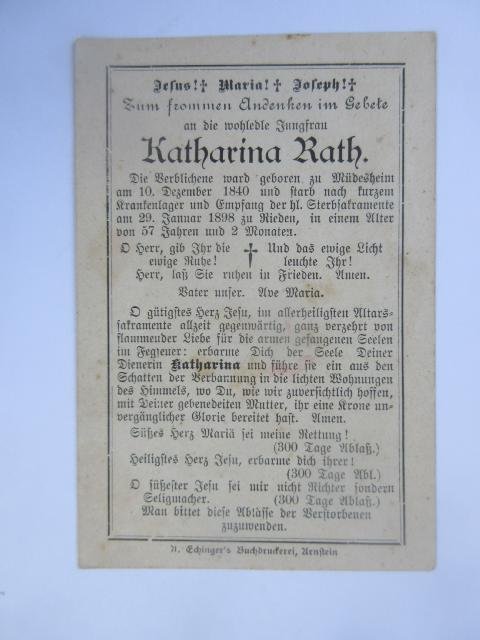 Jesus! † Maria! † Joseph! †
Zum frommen Andenken im Gebete
an die wohledle Jungfrau
Katharina Rath.
Die Verblichene ward geboren zu Müdesheim
am 10. Dezember 1840 und starb nach kurzem
Krankenlager und Empfang der hl. Sterbsakramente
am 29. Januar 1898 zu Rieden, in einem Alter
von 57 Jahren und 2 Monaten.
O Herr, gib Ihr die † Und das ewige Licht
ewige Ruhe! leuchte Ihr!
Herr, laß Sie ruhen in Frieden. Amen.
Vater unser. Ave Maria.
O gütigstes Herz Jesu, im allerheiligsten Altars-
sakramente allzeit gegenwärtig, ganz verzehrt von
flammender Liebe für die armen gefangenen Seelen
im Fegfeuer: erbarme Dich der Seele Deiner
Dienerin Katharina und führe sie ein aus den
Schatten der Verbannung in die lichten Wohnungen
des Himmels, wo Du, wie wir zuversichtlich hoffen,
mit Deiner gebenedeiten Mutter, ihr eine Krone un-
vergänglicher Glorie bereitet hast. Amen.
Süßes Herz Mariä sei meine Rettung!
(300 Tage Ablaß.)
Heiligstes Herz Jesu, erbarme dich ihrer!
(300 Tage Abl.)
O süßester Jesu sei mir nicht Richter sondern
Seligmacher. (300 Tage Ablaß.)
Man bittet diese Ablässe der Verstorbenen
zuzuwenden.
A. Echinger's Buchdruckerei, Arnstein